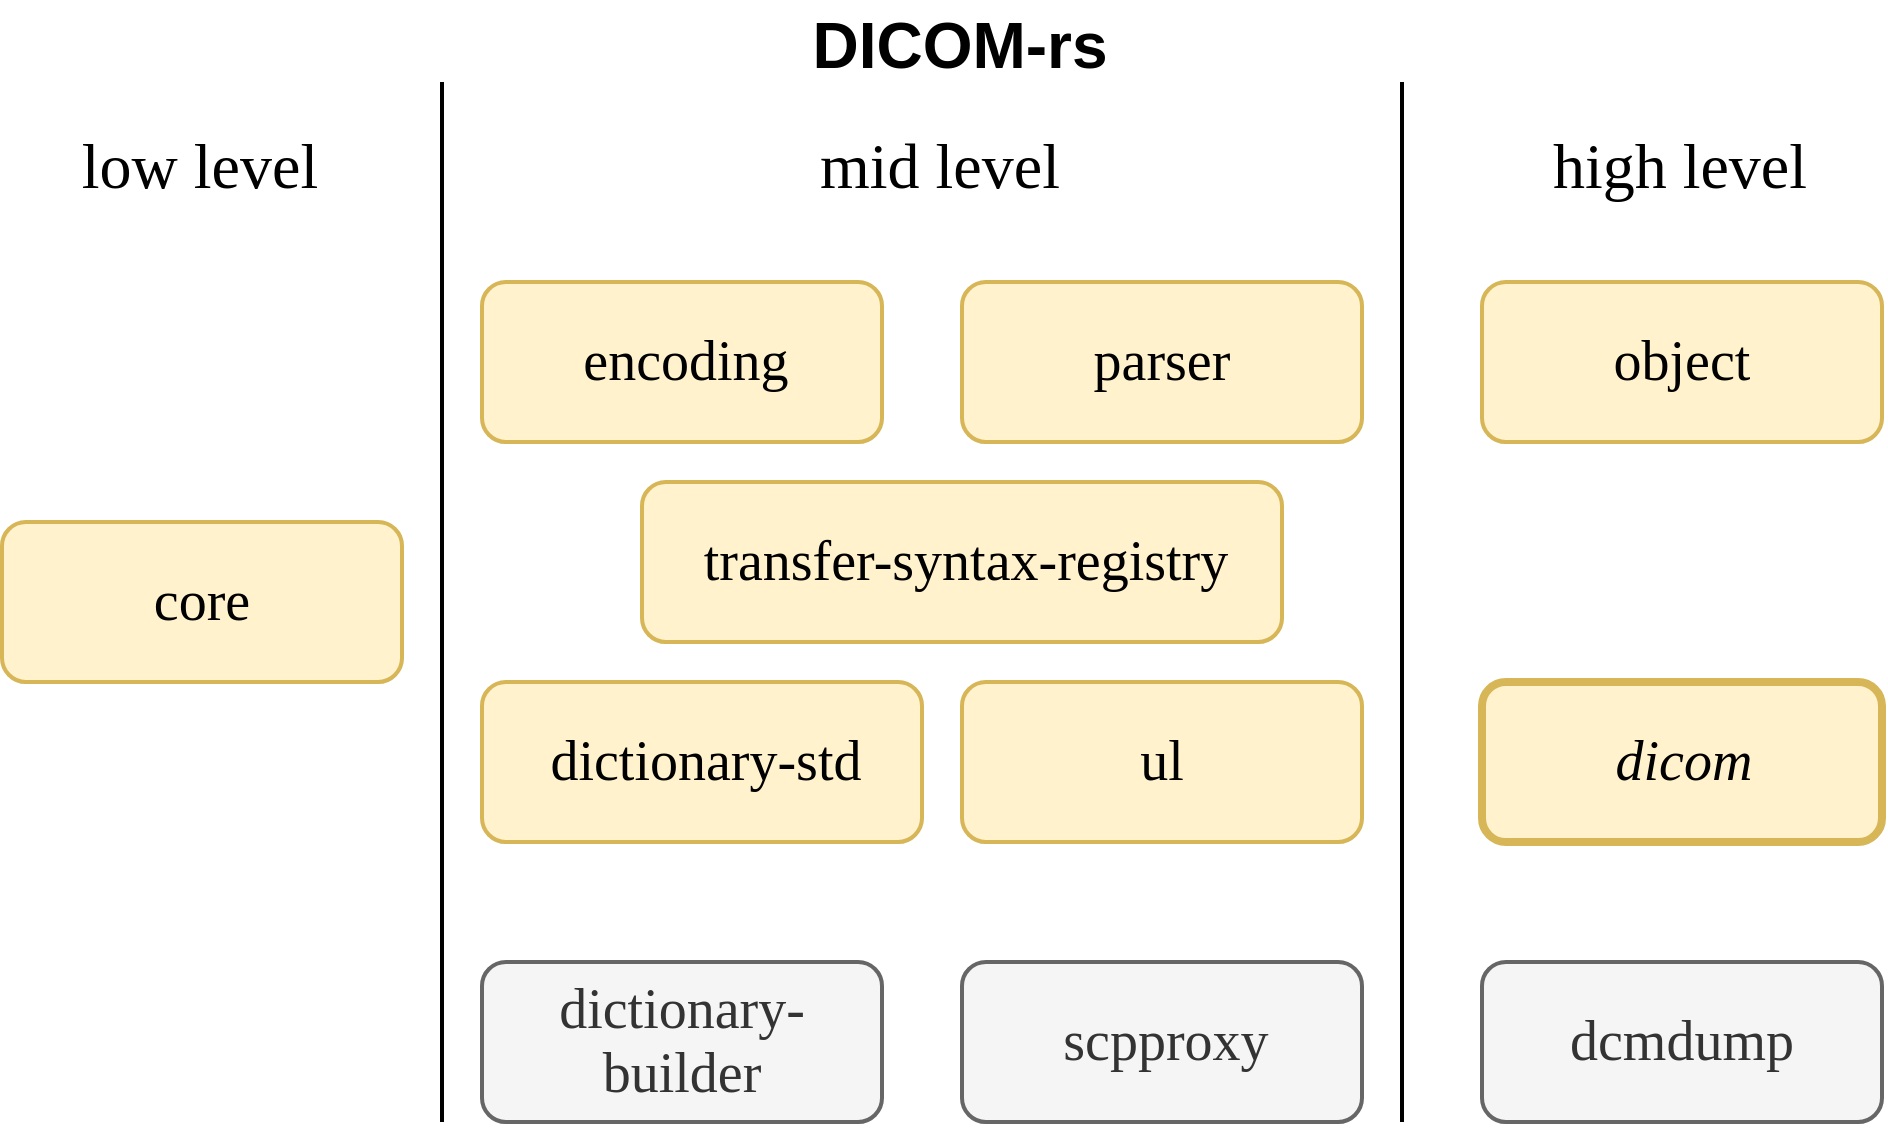 DICOM-rs
low level
mid level
high level
encoding
parser
object
transfer-syntax-registry
core
dictionary-std
ul
dicom
dictionary-
builder
scpproxy
dcmdump